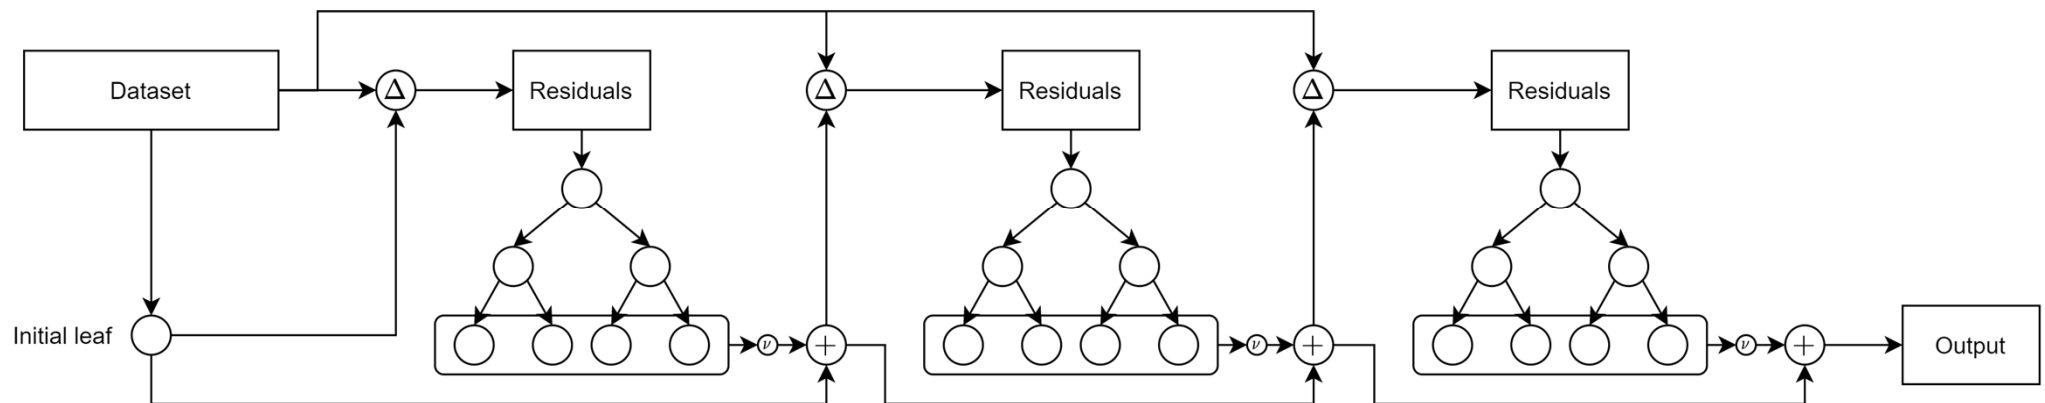 Dataset
Δ
Residuals
Δ
Residuals
Δ
Residuals
Initial leaf
ν
+
ν
+
ν
+
Output